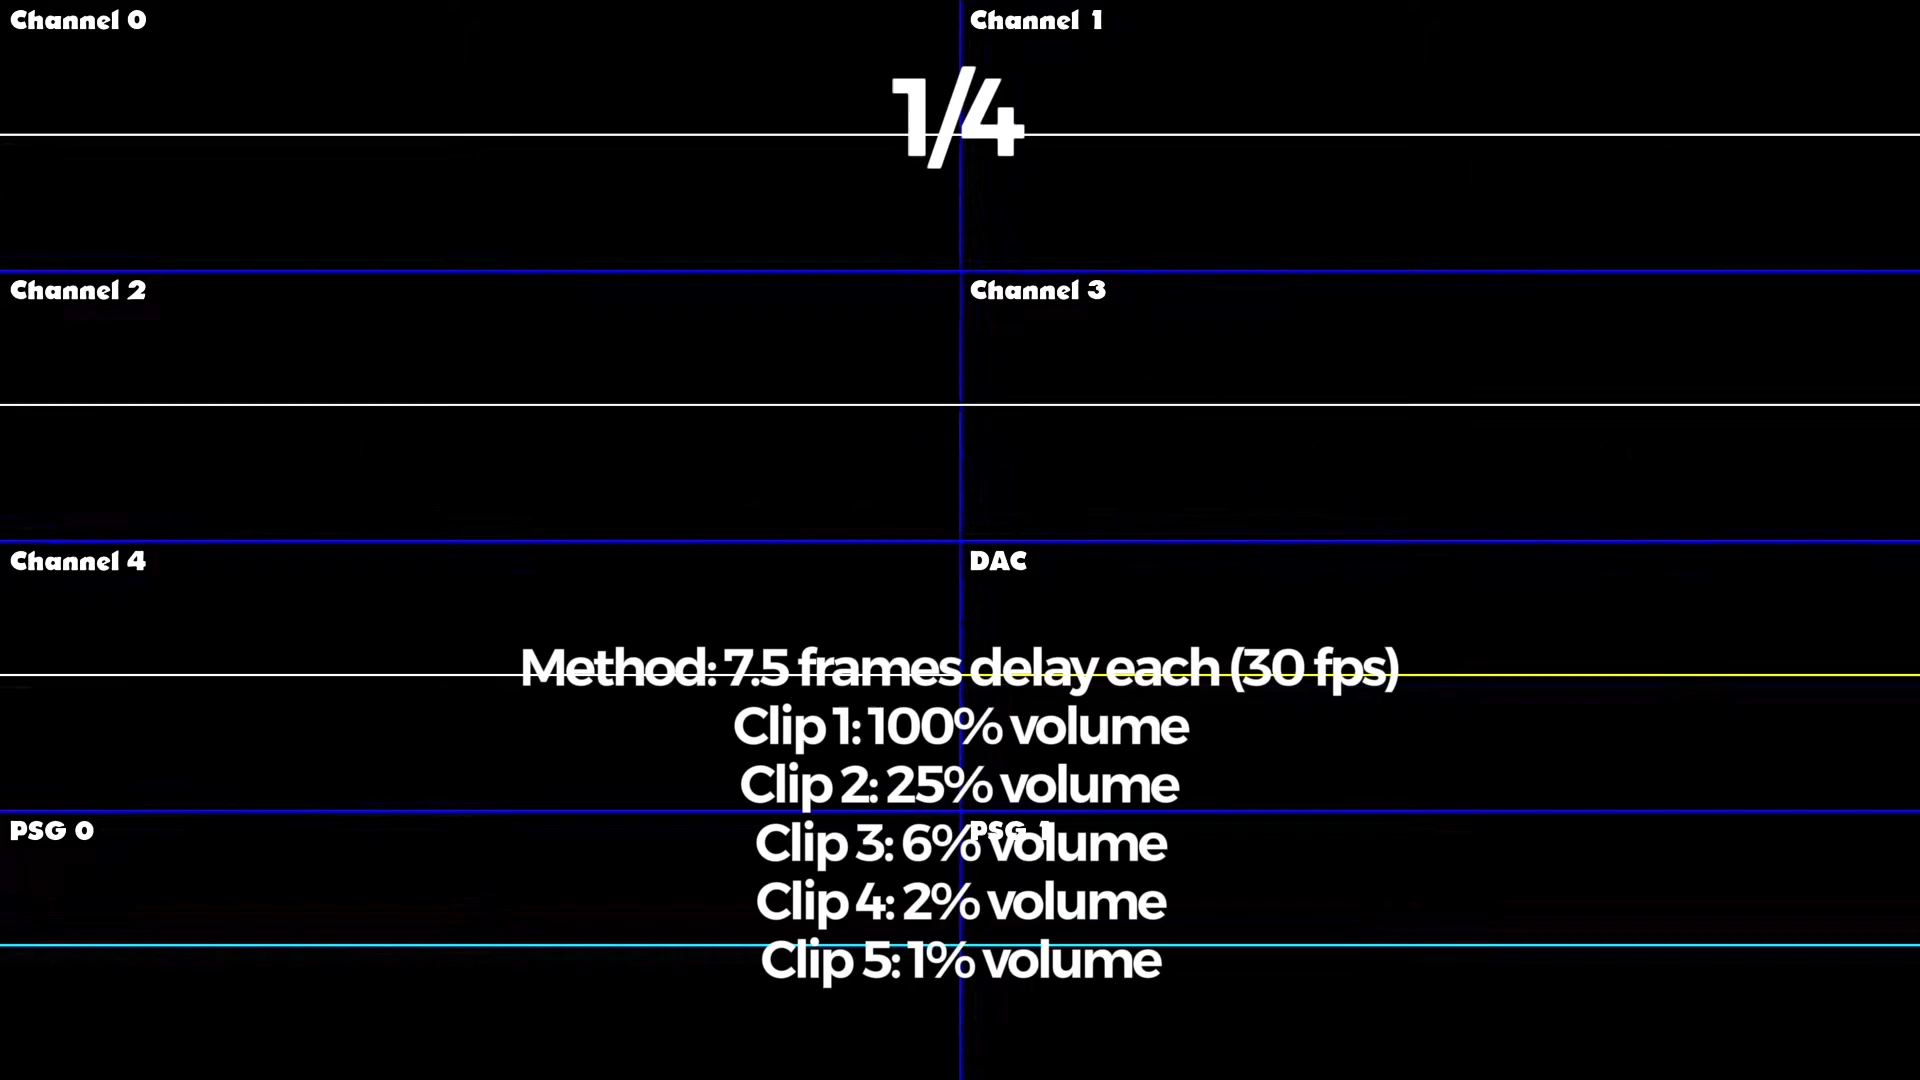 Channel 0
Channel 1
1/4
Channel 2
Channel 3
Channel 4
DAC
Method: 7.5 frames delay each (30 fps)
Clip 1: 100% volume
Clip 2: 25% volume
PSG 0
PSG 1
Clip 3: 6% volume
Clip 4: 2% volume
Clip 5: 1% volume